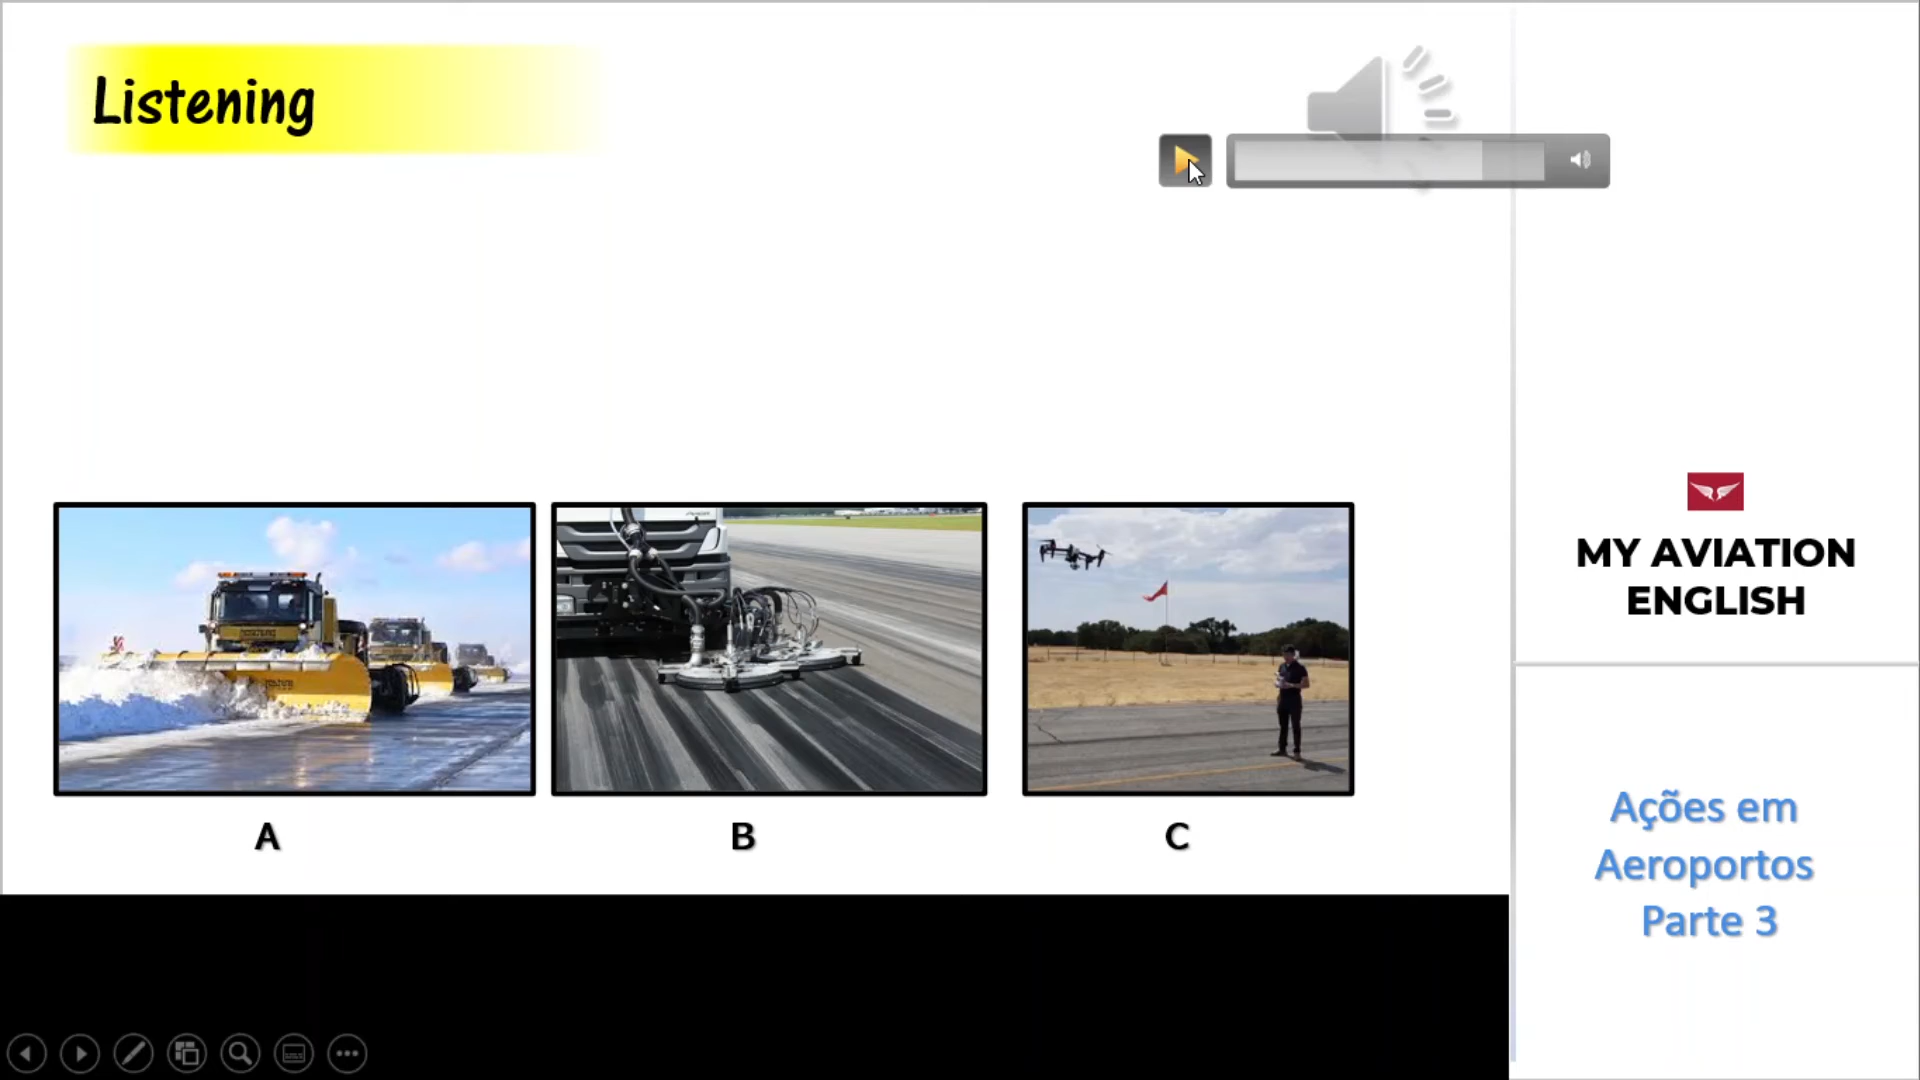 Listening
A
B
C
MY AVIATION
ENGLISH
Ações em
Aeroportos
Parte 3